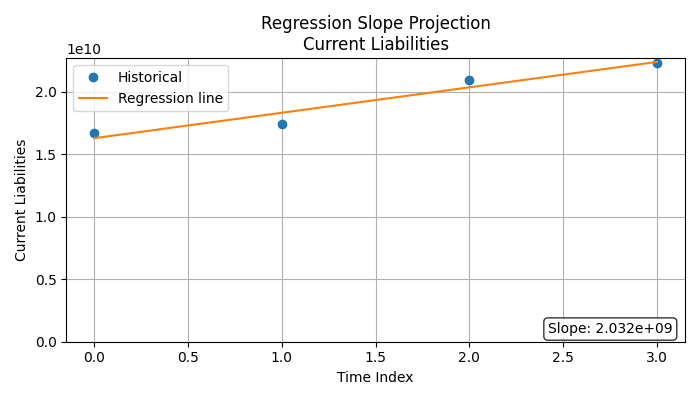 Regression Slope Projection
Current Liabilities
1e10
Historical
Regression line
2.0
1.5
1.0
0.5
0.0
Current Liabilities
Slope: 2.032e+09
0.0 0.5 1.0 1.5 2.0 2.5 3.0
Time Index